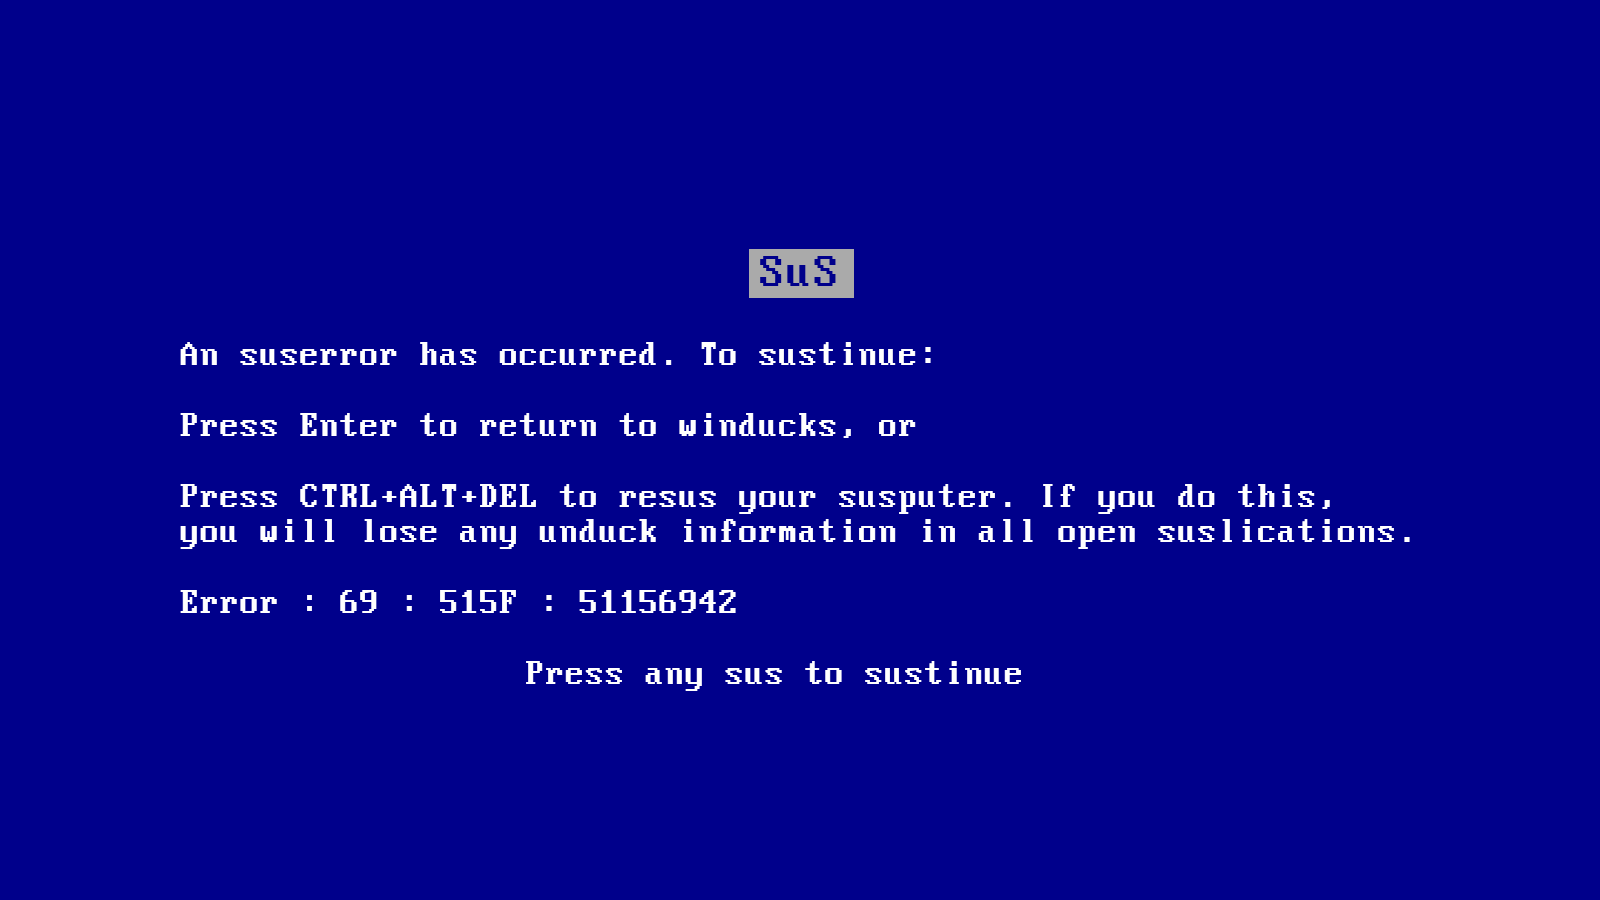 SuS
An suserror has occurred. To sustinue:
Press Enter to return to winducks, or
Press CTRL+ALT+DEL to resus your susputer. If you do this,
you will lose any unduck information in all open suslications.
Error : 69 : 515F : 51156942
Press any sus to sustinue